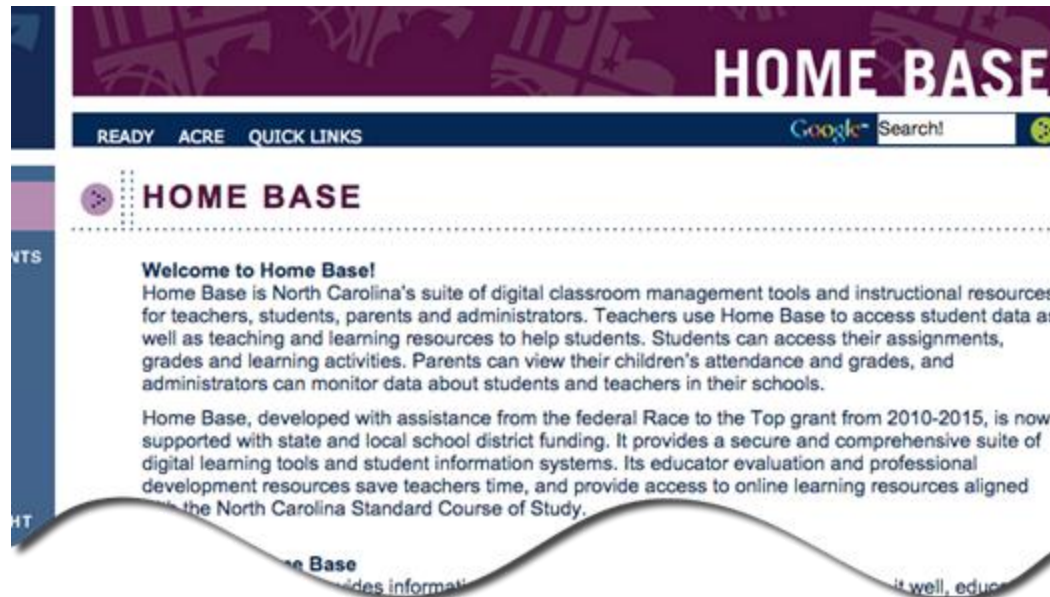 HOME BASE
READY ACRE QUICK LINKS Google Search!
HOME BASE
NTS
Welcome to Home Base!
Home Base is North Carolina's suite of digital classroom management tools and instructional resources
for teachers, students, parents and administrators. Teachers use Home Base to access student data as
well as teaching and learning resources to help students. Students can access their assignments,
grades and learning activities. Parents can view their children's attendance and grades, and
administrators can monitor data about students and teachers in their schools.
Home Base, developed with assistance from the federal Race to the Top grant from 2010-2015, is now
supported with state and local school district funding. It provides a secure and comprehensive suite of
digital learning tools and student information systems. Its educator evaluation and professional
development resources save teachers time, and provide access to online learning resources aligned
the North Carolina Standard Course of Study.
HT
Base
it well,